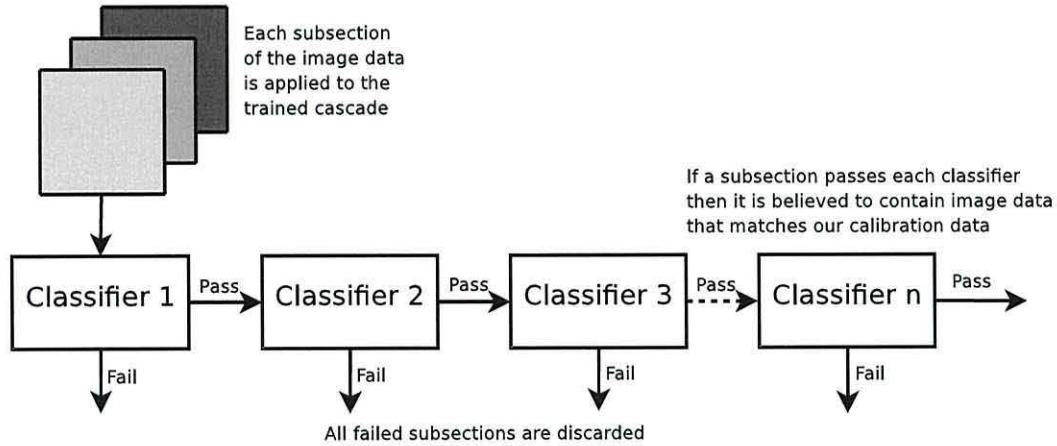 Each subsection
of the image data
is applied to the
trained cascade
If a subsection passes each classifier
then it is believed to contain image data
that matches our calibration data
Classifier 1
Pass
Classifier 2
Pass
Classifier 3
Pass
Classifier n
Pass
Fail
Fail
Fail
Fail
All failed subsections are discarded